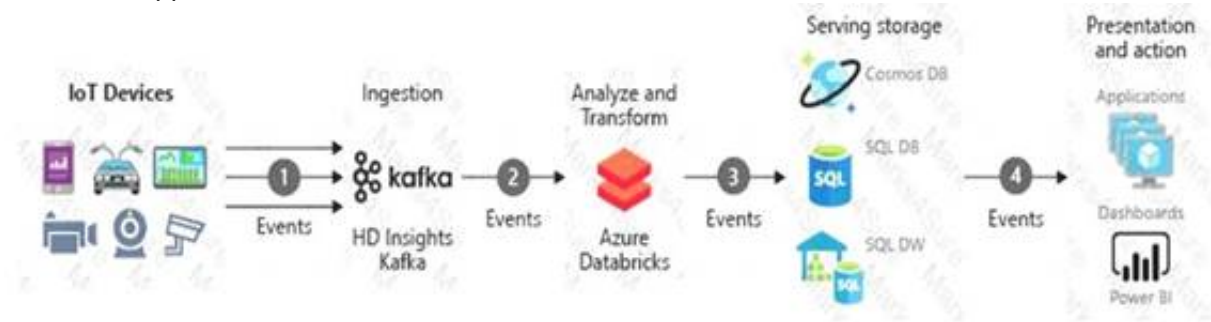 IoT Devices
1
Events
Ingestion
kafka
HD Insights
Kafka
2
Events
Analyze and
Transform
Azure
Databricks
3
Events
Serving storage
Cosmos DB
SQL DB
SQL
SQL DW
4
Events
Presentation
and action
Applications
Dashboards
Power BI